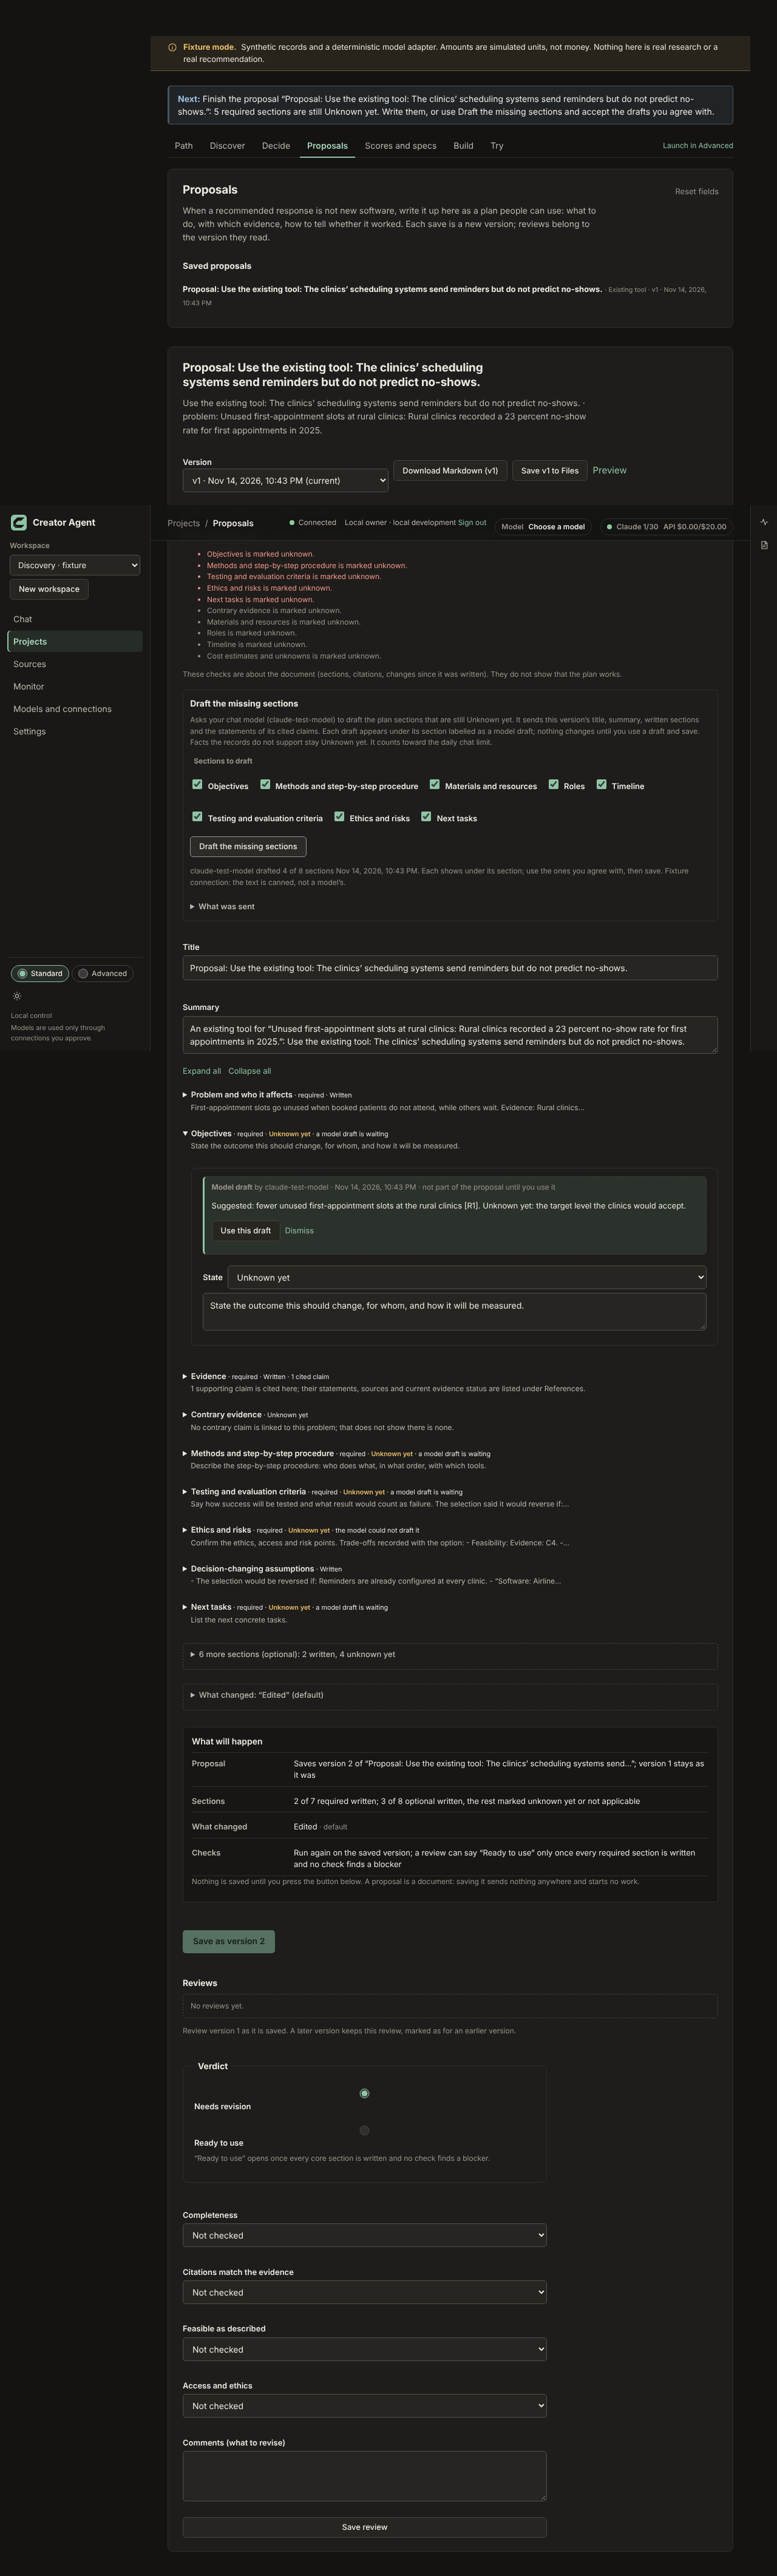 Fixture mode. Synthetic records and a deterministic model adapter. Amounts are simulated units, not money. Nothing here is real research or a
real recommendation.
Next: Finish the proposal “Proposal: Use the existing tool: The clinics’ scheduling systems send reminders but do not predict no-
shows.”: 5 required sections are still Unknown yet. Write them, or use Draft the missing sections and accept the drafts you agree with.
Path Discover Decide Proposals Scores and specs Build Try Launch in Advanced
Proposals Reset fields
When a recommended response is not new software, write it up here as a plan people can use: what to
do, with which evidence, how to tell whether it worked. Each save is a new version; reviews belong to
the version they read.
Saved proposals
Proposal: Use the existing tool: The clinics’ scheduling systems send reminders but do not predict no-shows. · Existing tool · v1 · Nov 14, 2026,
10:43 PM
Proposal: Use the existing tool: The clinics’ scheduling
systems send reminders but do not predict no-shows.
Use the existing tool: The clinics’ scheduling systems send reminders but do not predict no-shows. ·
problem: Unused first-appointment slots at rural clinics: Rural clinics recorded a 23 percent no-show
rate for first appointments in 2025.
Version
v1 · Nov 14, 2026, 10:43 PM (current) Download Markdown (v1) Save v1 to Files Preview
Creator Agent
Workspace
Discovery · fixture
New workspace
Chat
Projects
Sources
Monitor
Models and connections
Settings
Standard Advanced
Local control
Models are used only through
connections you approve.
Projects / Proposals Connected Local owner · local development Sign out Model Choose a model Claude 1/30 API $0.00/$20.00
• Objectives is marked unknown.
• Methods and step-by-step procedure is marked unknown.
• Testing and evaluation criteria is marked unknown.
• Ethics and risks is marked unknown.
• Next tasks is marked unknown.
• Contrary evidence is marked unknown.
• Materials and resources is marked unknown.
• Roles is marked unknown.
• Timeline is marked unknown.
• Cost estimates and unknowns is marked unknown.
These checks are about the document (sections, citations, changes since it was written). They do not show that the plan works.
Draft the missing sections
Asks your chat model (claude-test-model) to draft the plan sections that are still Unknown yet. It sends this version’s title, summary, written sections
and the statements of its cited claims. Each draft appears under its section labelled as a model draft; nothing changes until you use a draft and save.
Facts the records do not support stay Unknown yet. It counts toward the daily chat limit.
Sections to draft
Objectives Methods and step-by-step procedure Materials and resources Roles Timeline
Testing and evaluation criteria Ethics and risks Next tasks
Draft the missing sections
claude-test-model drafted 4 of 8 sections Nov 14, 2026, 10:43 PM. Each shows under its section; use the ones you agree with, then save. Fixture
connection: the text is canned, not a model’s.
What was sent
Title
Proposal: Use the existing tool: The clinics’ scheduling systems send reminders but do not predict no-shows.
Summary
An existing tool for “Unused first-appointment slots at rural clinics: Rural clinics recorded a 23 percent no-show rate for first
appointments in 2025.”: Use the existing tool: The clinics’ scheduling systems send reminders but do not predict no-shows.
Expand all Collapse all
Problem and who it affects · required · Written
First-appointment slots go unused when booked patients do not attend, while others wait. Evidence: Rural clinics…
Objectives · required · Unknown yet · a model draft is waiting
State the outcome this should change, for whom, and how it will be measured.
Model draft by claude-test-model · Nov 14, 2026, 10:43 PM · not part of the proposal until you use it
Suggested: fewer unused first-appointment slots at the rural clinics [R1]. Unknown yet: the target level the clinics would accept.
Use this draft Dismiss
State Unknown yet
State the outcome this should change, for whom, and how it will be measured.
Evidence · required · Written · 1 cited claim
1 supporting claim is cited here; their statements, sources and current evidence status are listed under References.
Contrary evidence · Unknown yet
No contrary claim is linked to this problem; that does not show there is none.
Methods and step-by-step procedure · required · Unknown yet · a model draft is waiting
Describe the step-by-step procedure: who does what, in what order, with which tools.
Testing and evaluation criteria · required · Unknown yet · a model draft is waiting
Say how success will be tested and what result would count as failure. The selection said it would reverse if:…
Ethics and risks · required · Unknown yet · the model could not draft it
Confirm the ethics, access and risk points. Trade-offs recorded with the option: - Feasibility: Evidence: C4. -…
Decision-changing assumptions · Written
- The selection would be reversed if: Reminders are already configured at every clinic. - “Software: Airline…
Next tasks · required · Unknown yet · a model draft is waiting
List the next concrete tasks.
6 more sections (optional): 2 written, 4 unknown yet
What changed: “Edited” (default)
What will happen
Proposal Saves version 2 of “Proposal: Use the existing tool: The clinics’ scheduling systems send…”; version 1 stays as
it was
Sections 2 of 7 required written; 3 of 8 optional written, the rest marked unknown yet or not applicable
What changed Edited · default
Checks Run again on the saved version; a review can say “Ready to use” only once every required section is written
and no check finds a blocker
Nothing is saved until you press the button below. A proposal is a document: saving it sends nothing anywhere and starts no work.
Save as version 2
Reviews
No reviews yet.
Review version 1 as it is saved. A later version keeps this review, marked as for an earlier version.
Verdict
Needs revision
Ready to use
“Ready to use” opens once every core section is written and no check finds a blocker.
Completeness
Not checked
Citations match the evidence
Not checked
Feasible as described
Not checked
Access and ethics
Not checked
Comments (what to revise)
Save review